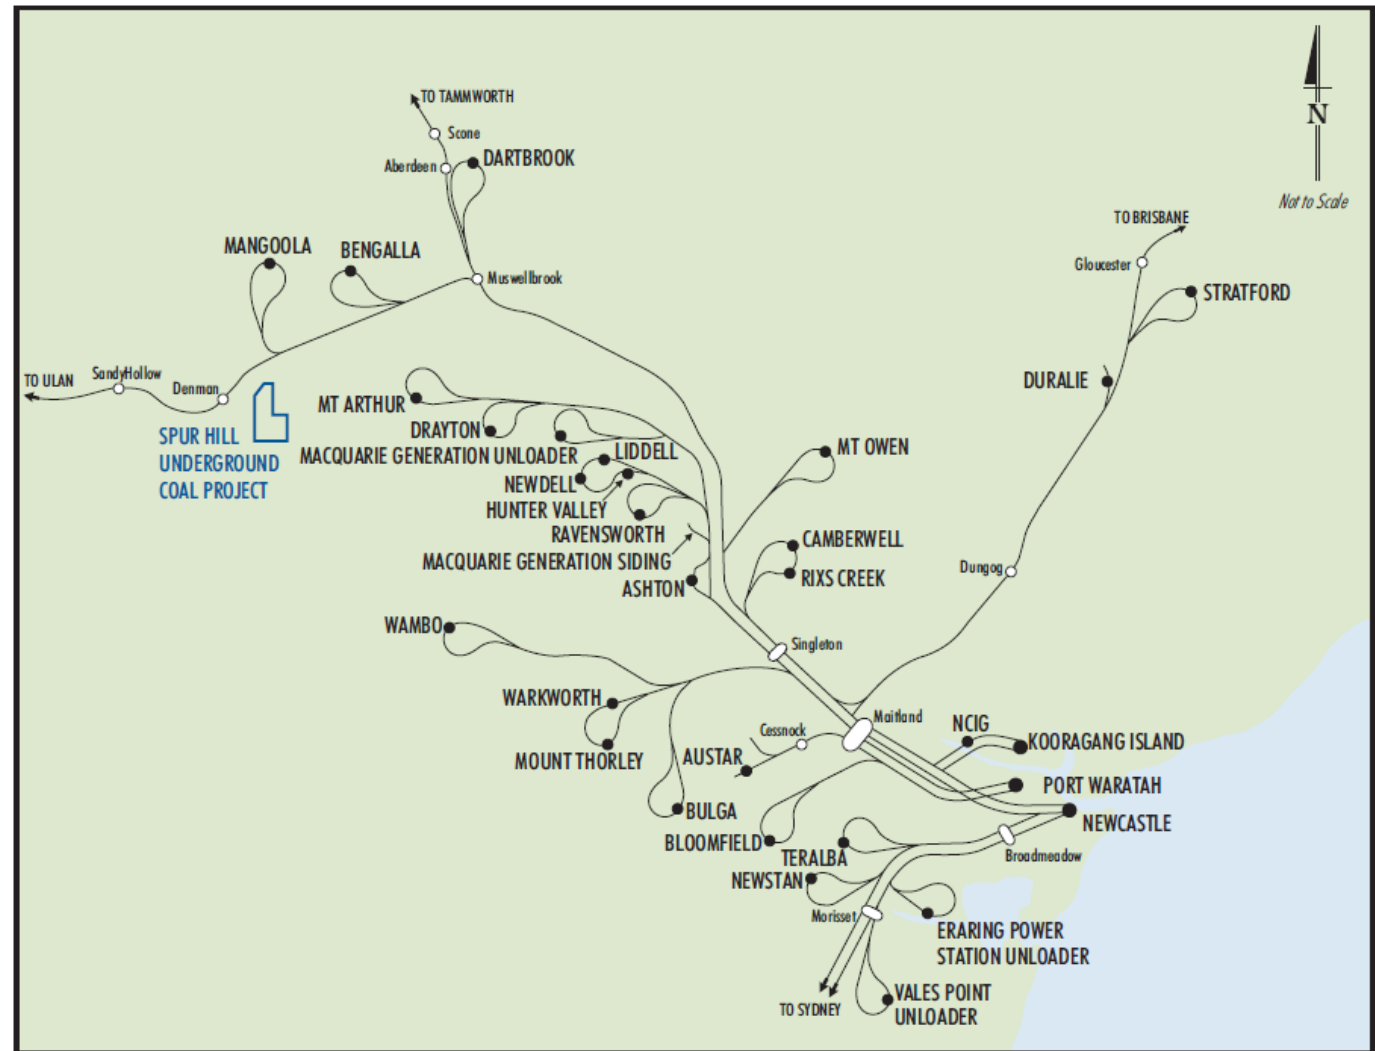 TO TAMMWORTH
Scone
Aberdeen
DARTBROOK
N
Not to Scale
TO BRISBANE
Gloucester
MANGOOLA
BENGALLA
Muswellbrook
STRATFORD
TO ULAN
SandyHollow
Denman
DURALIE
MT ARTHUR
SPUR HILL
UNDERGROUND
COAL PROJECT
DRAYTON
MACQUARIE GENERATION UNLOADER
LIDDELL
MT OWEN
NEWDELL
HUNTER VALLEY
RAVENSWORTH
MACQUARIE GENERATION SIDING
CAMBERWELL
RIXS CREEK
ASHTON
Dungog
WAMBO
Singleton
WARKWORTH
MOUNT THORLEY
Cessnock
Maitland
NCIG
KOORAGANG ISLAND
AUSTAR
PORT WARATAH
BULGA
NEWCASTLE
BLOOMFIELD
TERALBA
Broadmeadow
NEWSTAN
Morisset
ERARING POWER
STATION UNLOADER
TO SYDNEY
VALES POINT
UNLOADER